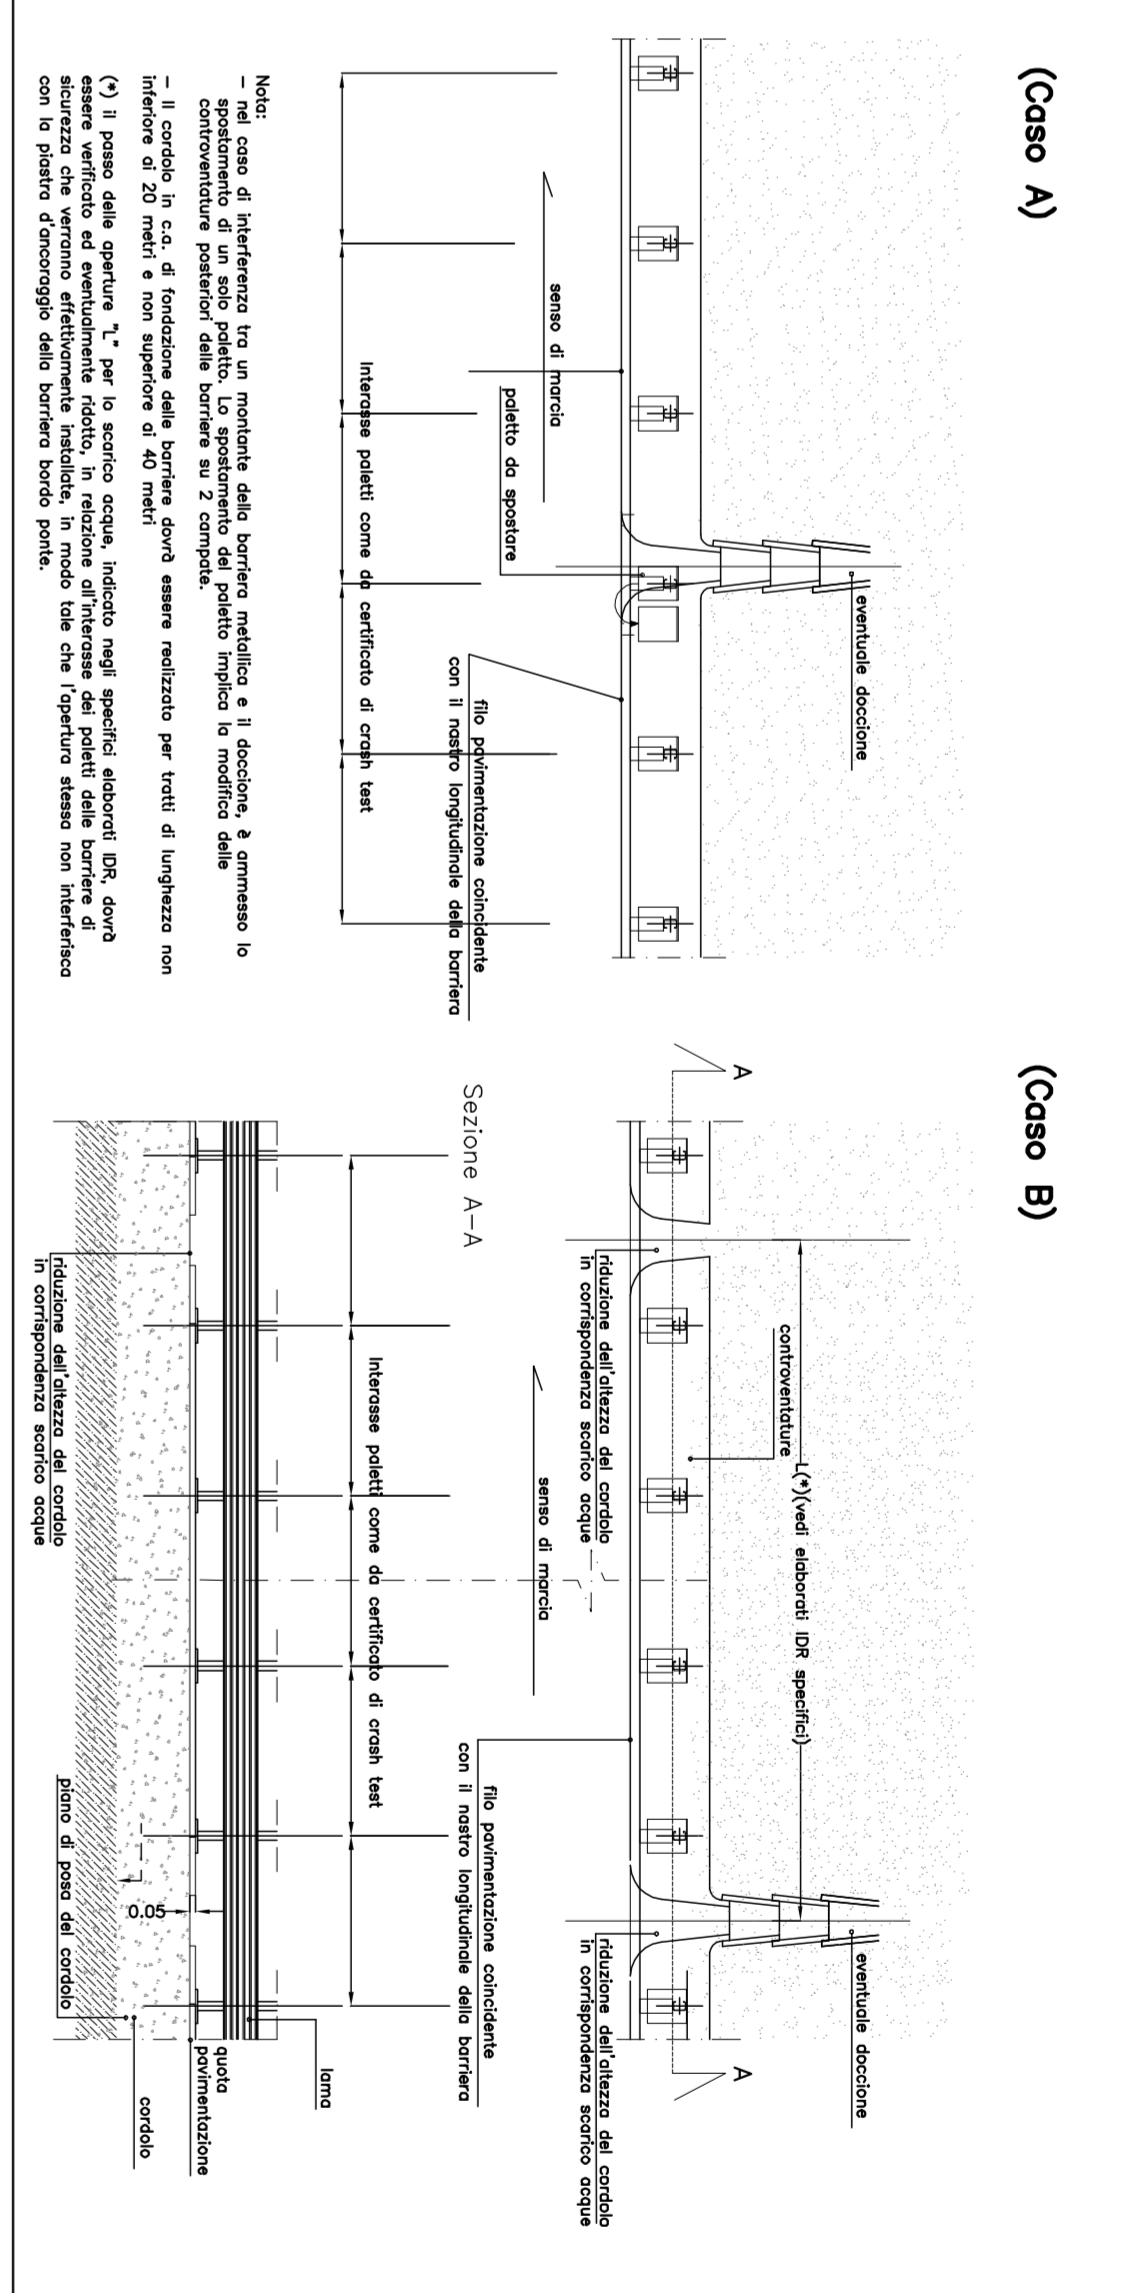 (Caso A)
eventuale doccione
senso di marcia
paletto da spostare
filo pavimentazione coincidente
con il nastro longitudinale della barriera
Interasse paletti come da certificato di crash test
Nota:
– nel caso di interferenza tra un montante della barriera metallica e il doccione, è ammesso lo
spostamento di un solo paletto. Lo spostamento del paletto implica la modifica delle
controventature posteriori delle barriere su 2 campate.
– Il cordolo in c.a. di fondazione delle barriere dovrà essere realizzato per tratti di lunghezza non
inferiore ai 20 metri e non superiore ai 40 metri
(*) il passo delle aperture "L" per lo scarico acque, indicato negli specifici elaborati IDR, dovrà
essere verificato ed eventualmente ridotto, in relazione all'interasse dei paletti delle barriere di
sicurezza che verranno effettivamente installate, in modo tale che l'apertura stessa non interferisca
con la piastra d'ancoraggio della barriera bordo ponte.
(Caso B)
A
A
eventuale doccione
L(*)(vedi elaborati IDR specifici)
controventature
riduzione dell'altezza del cordolo
in corrispondenza scarico acque
riduzione dell'altezza del cordolo
in corrispondenza scarico acque
senso di marcia
filo pavimentazione coincidente
con il nastro longitudinale della barriera
Sezione A–A
Interasse paletti come da certificato di crash test
lama
quota
pavimentazione
cordolo
0.05
riduzione dell'altezza del cordolo
in corrispondenza scarico acque
piano di posa del cordolo